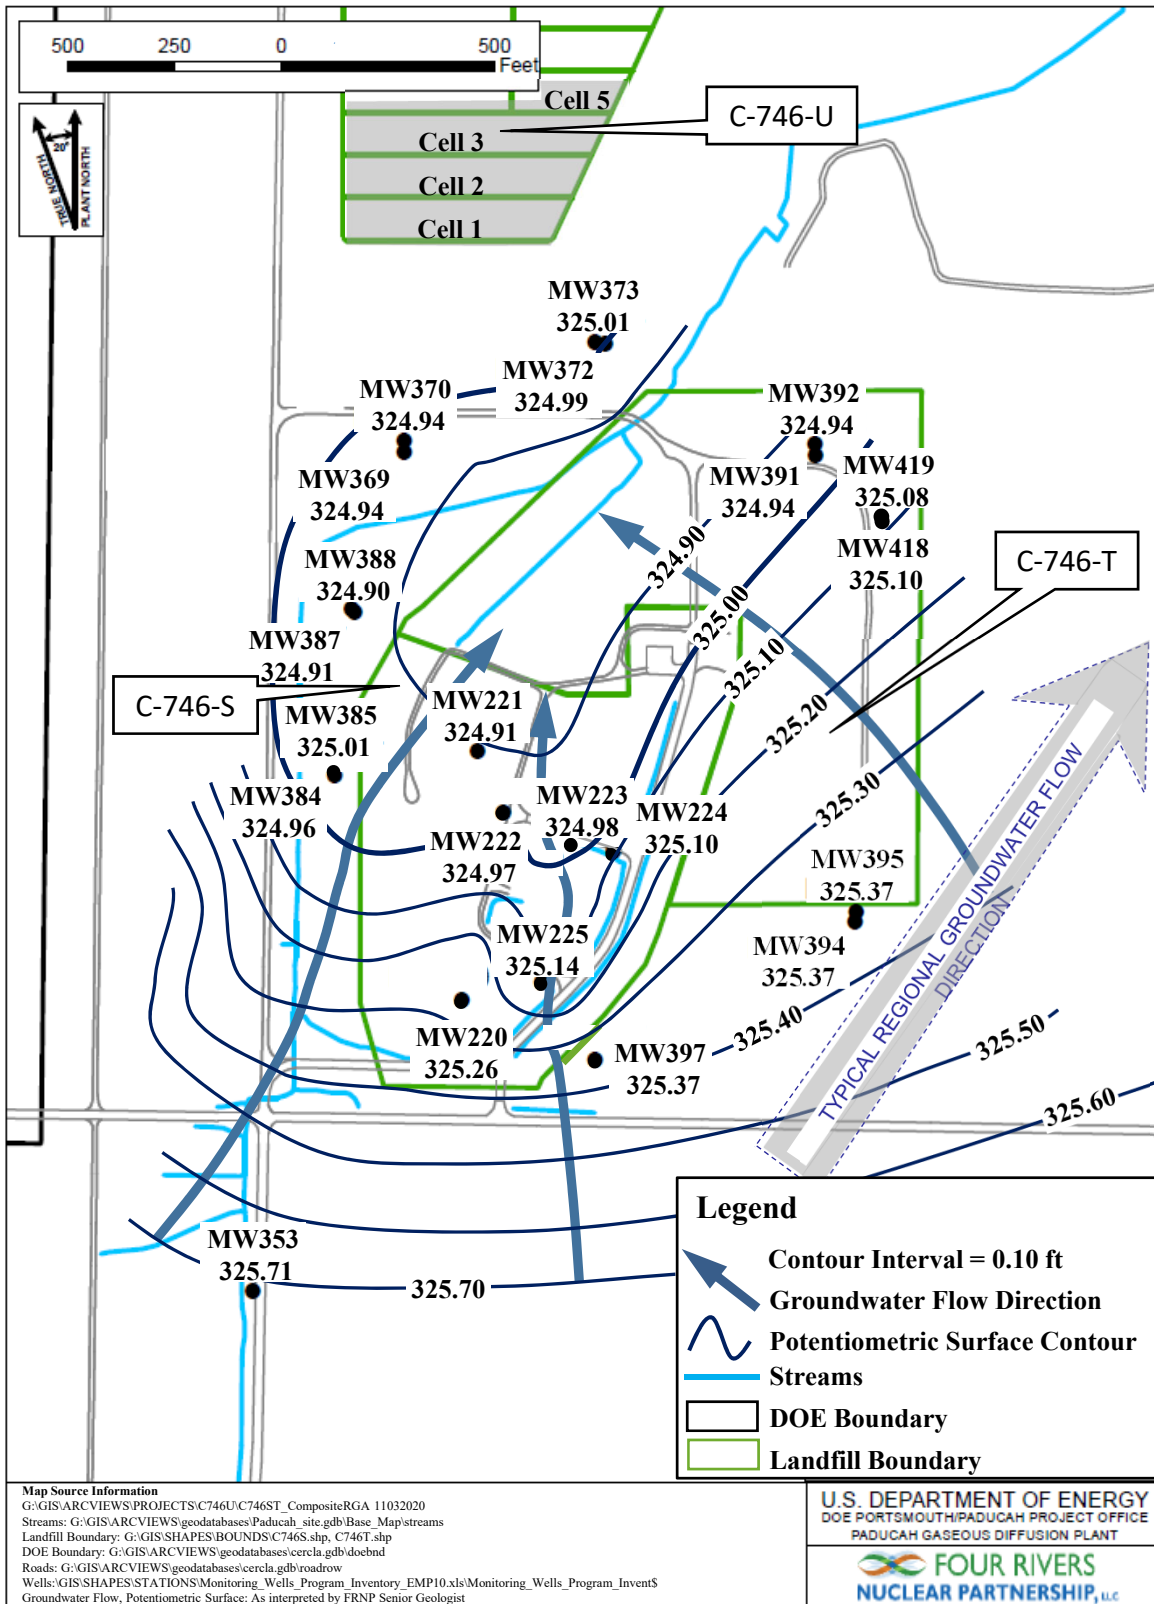 500 250 0 500
Feet
Cell 5
C-746-U
Cell 3
Cell 2
Cell 1
20°
TRUE NORTH
PLANT NORTH
MW373
325.01
MW372
324.99
MW370
324.94
MW392
324.94
MW369
324.94
MW391
324.94
MW419
325.08
MW418
325.10
MW388
324.90
324.90
C-746-T
325.00
MW387
324.91
325.10
C-746-S
MW221
324.91
325.20
MW385
325.01
325.30
MW384
324.96
MW223
324.98
MW224
325.10
MW222
324.97
MW395
325.37
MW225
325.14
MW394
325.37
TYPICAL REGIONAL GROUNDWATER FLOW
DIRECTION
MW220
325.26
MW397
325.37
325.40
325.50
325.60
MW353
325.71
325.70
Legend
Contour Interval = 0.10 ft
Groundwater Flow Direction
Potentiometric Surface Contour
Streams
DOE Boundary
Landfill Boundary
Map Source Information
G:\GIS\ARCVIEWS\PROJECTS\C746U\C746ST_CompositeRGA 11032020
Streams: G:\GIS\ARCVIEWS\geodatabases\Paducah_site.gdb\Base_Map\streams
Landfill Boundary: G:\GIS\SHAPES\BOUNDS\C746S.shp, C746T.shp
DOE Boundary: G:\GIS\ARCVIEWS\geodatabases\cercla.gdb\doebnd
Roads: G:\GIS\ARCVIEWS\geodatabases\cercla.gdb\roadrow
Wells:\GIS\SHAPES\STATIONS\Monitoring_Wells_Program_Inventory_EMP10.xls\Monitoring_Wells_Program_Invent$
Groundwater Flow, Potentiometric Surface: As interpreted by FRNP Senior Geologist
U.S. DEPARTMENT OF ENERGY
DOE PORTSMOUTH/PADUCAH PROJECT OFFICE
PADUCAH GASEOUS DIFFUSION PLANT
FOUR RIVERS
NUCLEAR PARTNERSHIP, LLC